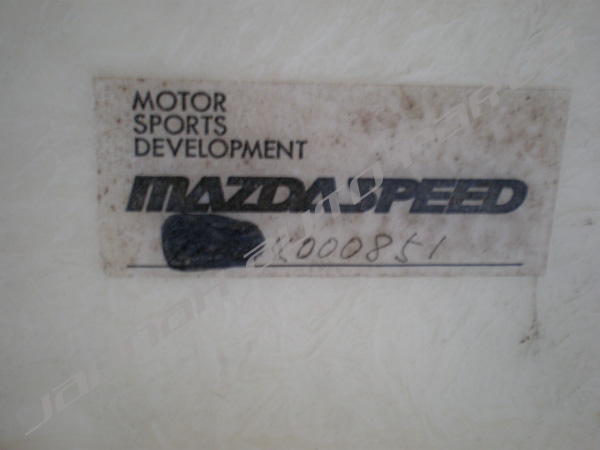 MOTOR
SPORTS
DEVELOPMENT
MAZDASPEED
000851